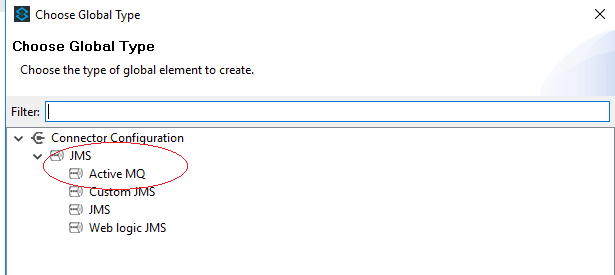 Choose Global Type
Choose Global Type
Choose the type of global element to create.
Filter:
Connector Configuration
JMS
Active MQ
Custom JMS
JMS
Web logic JMS